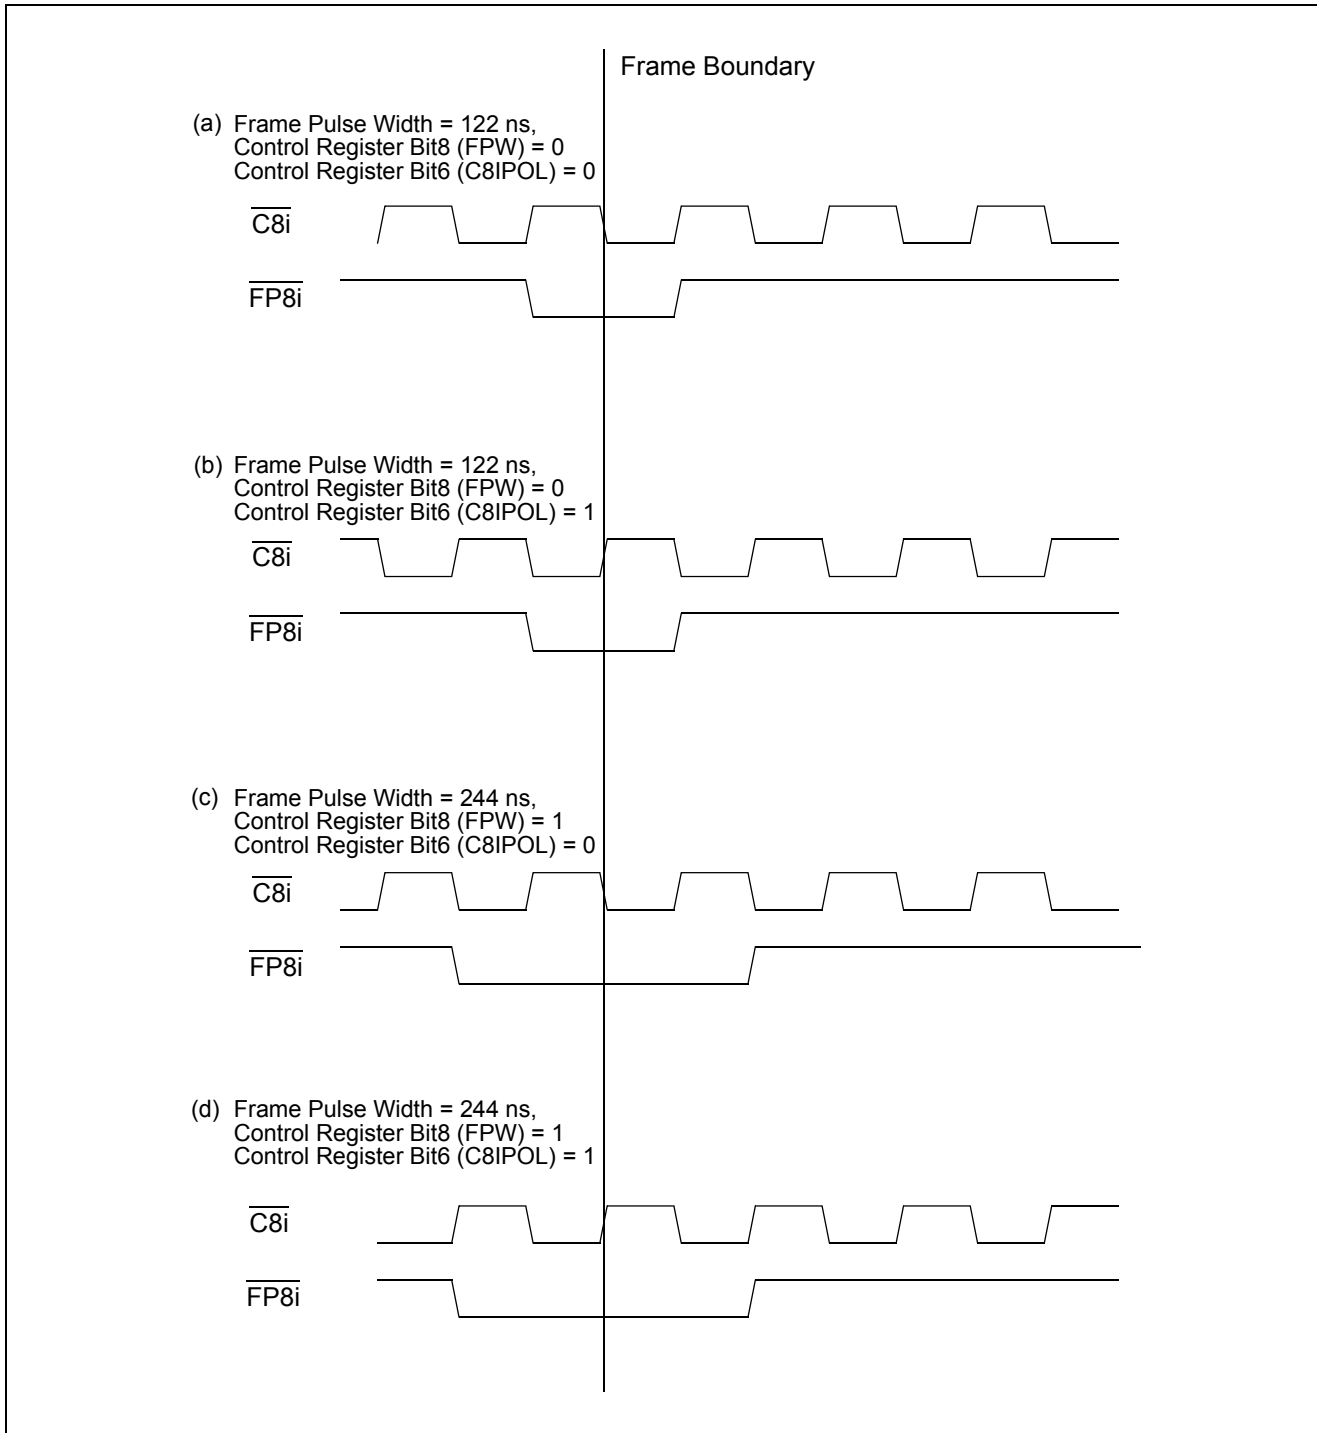 Frame Boundary
(a) Frame Pulse Width = 122 ns,
Control Register Bit8 (FPW) = 0
Control Register Bit6 (C8IPOL) = 0
C8i
FP8i
(b) Frame Pulse Width = 122 ns,
Control Register Bit8 (FPW) = 0
Control Register Bit6 (C8IPOL) = 1
C8i
FP8i
(c) Frame Pulse Width = 244 ns,
Control Register Bit8 (FPW) = 1
Control Register Bit6 (C8IPOL) = 0
C8i
FP8i
(d) Frame Pulse Width = 244 ns,
Control Register Bit8 (FPW) = 1
Control Register Bit6 (C8IPOL) = 1
C8i
FP8i